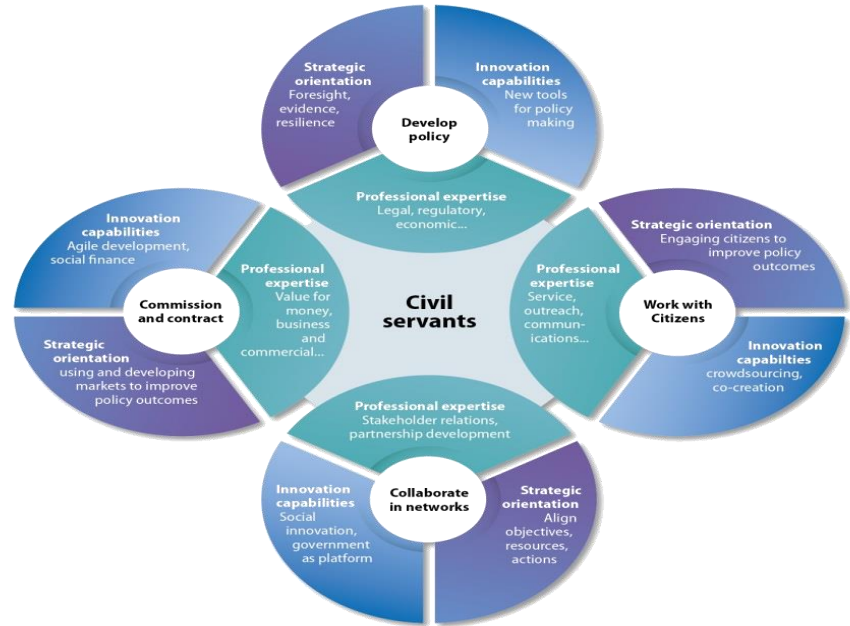 Strategic
orientation
Foresight,
evidence,
resilience
Innovation
capabilities
New tools
for policy
making
Develop
policy
Professional expertise
Legal, regulatory,
economic...
Innovation
capabilities
Agile development,
social finance
Commission
and contract
Professional
expertise
Value for
money,
business
and
commercial...
Strategic
orientation
using and developing
markets to improve
policy outcomes
Civil
servants
Professional
expertise
Service,
outreach,
commun-
ications...
Work with
Citizens
Strategic orientation
Engaging citizens to
improve policy
outcomes
Innovation
capabilties
crowdsourcing,
co-creation
Professional expertise
Stakeholder relations,
partnership development
Collaborate
in networks
Innovation
capabilities
Social
innovation,
government
as platform
Strategic
orientation
Align
objectives,
resources,
actions